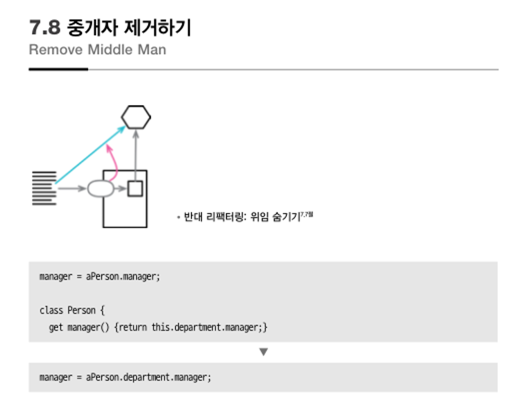 7.8 중개자 제거하기
Remove Middle Man
• 반대 리팩터링: 위임 숨기기7.7절
manager = aPerson.manager;
class Person {
  get manager() {return this.department.manager;}
▼
manager = aPerson.department.manager;